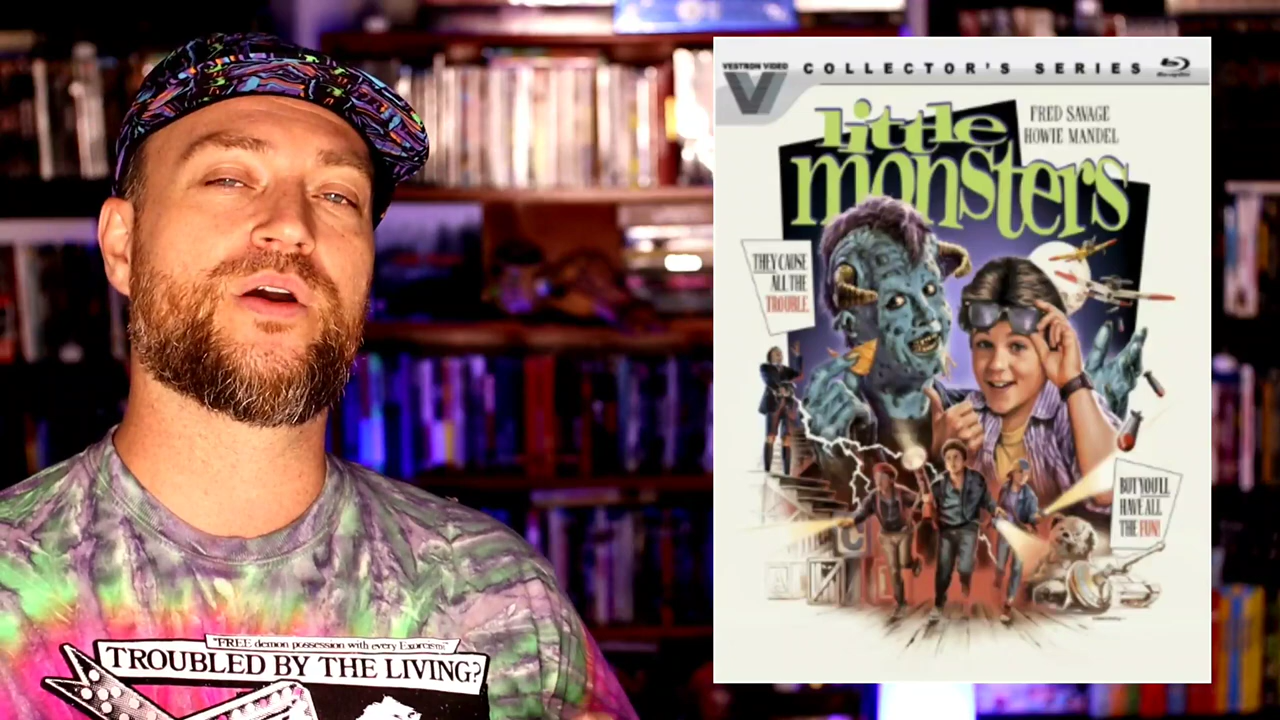 "FREE demon possession with every Exorcism"
TROUBLED BY THE LIVING?
VESTRON VIDEO
V
COLLECTOR'S SERIES
Blu-ray Disc
little
monsters
FRED SAVAGE
HOWIE MANDEL
THEY CAUSE
ALL THE
TROUBLE.
BUT YOU'LL
HAVE ALL
THE FUN!
C
A